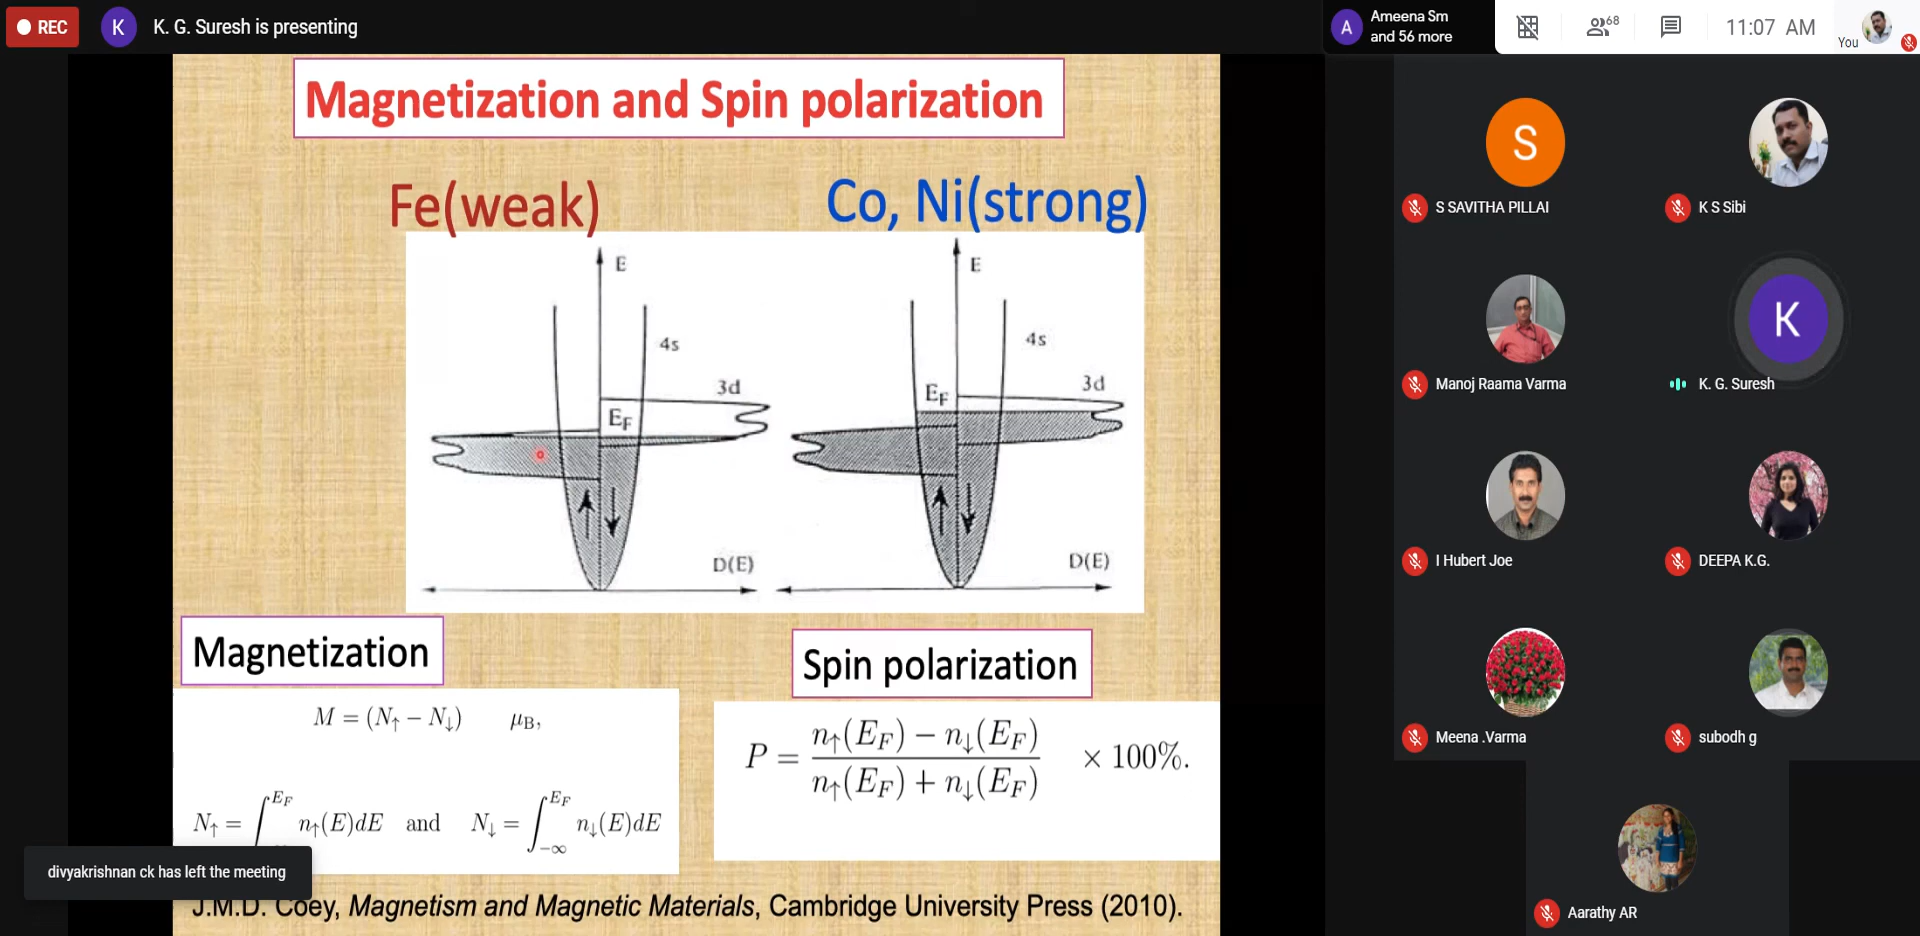 REC
K
K. G. Suresh is presenting
A
Ameena Sm
and 56 more
68
11:07 AM
You
Magnetization and Spin polarization
Fe(weak)
Co, Ni(strong)
E
E
4s
4s
3d
3d
E_F
E_F
D(E)
D(E)
Magnetization
Spin polarization
M = (N↑ − N↓) μ_B,
P = (n↑(E_F) − n↓(E_F)) / (n↑(E_F) + n↓(E_F)) × 100%.
N↑ = ∫^{E_F} n↑(E)dE and N↓ = ∫_{−∞}^{E_F} n↓(E)dE
divyakrishnan ck has left the meeting
J.M.D. Coey, Magnetism and Magnetic Materials, Cambridge University Press (2010).
S
S SAVITHA PILLAI
K S Sibi
Manoj Raama Varma
K
K. G. Suresh
I Hubert Joe
DEEPA K.G.
Meena .Varma
subodh g
Aarathy AR